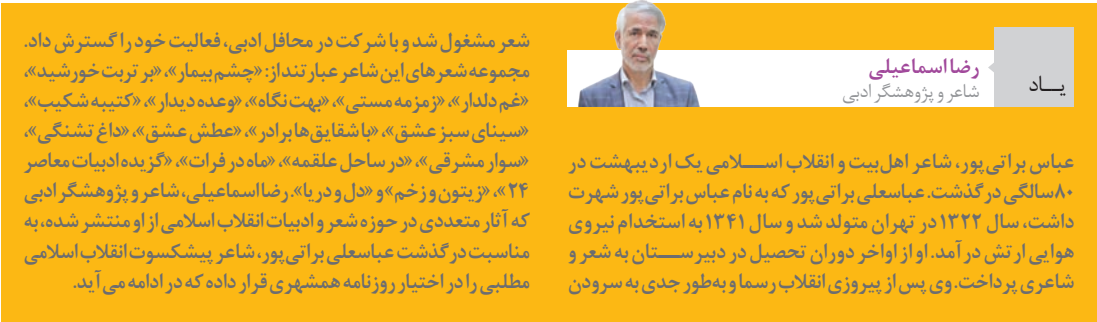 یــاد
رضا اسماعیلی
شاعر و پژوهشگر ادبی
عباس براتی‌پور، شاعر اهل‌بیت و انقلاب اســـلامی یک اردیبهشت در
۸۰سالگی درگذشت. عباسعلی براتی‌پور که به نام عباس براتی‌پور شهرت
داشت، سال ۱۳۲۲ در تهران متولد شد و سال ۱۳۴۱ به استخدام نیروی
هوایی ارتش درآمد. او از اواخر دوران تحصیل در دبیرســـتان به شعر و
شاعری پرداخت. وی پس از پیروزی انقلاب رسما و به‌طور جدی به سرودن
شعر مشغول شد و با شرکت در محافل ادبی، فعالیت خود را گسترش داد.
مجموعه شعرهای این شاعر عبارتنداز: «چشم بیمار»، «بر تربت خورشید»،
«غم دلدار»، «زمزمه مستی»، «بهت نگاه»، «وعده دیدار»، «کتیبه شکیب»،
«سینای سبز عشق»، «با شقایق‌ها برادر»، «عطش عشق»، «داغ تشنگی»،
«سوار مشرقی»، «در ساحل علقمه»، «ماه در فرات»، «گزیده ادبیات معاصر
۲۴»، «زیتون و زخم» و «دل و دریا». رضا اسماعیلی، شاعر و پژوهشگر ادبی
که آثار متعددی در حوزه شعر و ادبیات انقلاب اسلامی از او منتشر شده، به
مناسبت درگذشت عباسعلی براتی‌پور، شاعر پیشکسوت انقلاب اسلامی
مطلبی را در اختیار روزنامه همشهری قرار داده که در ادامه می‌آید.